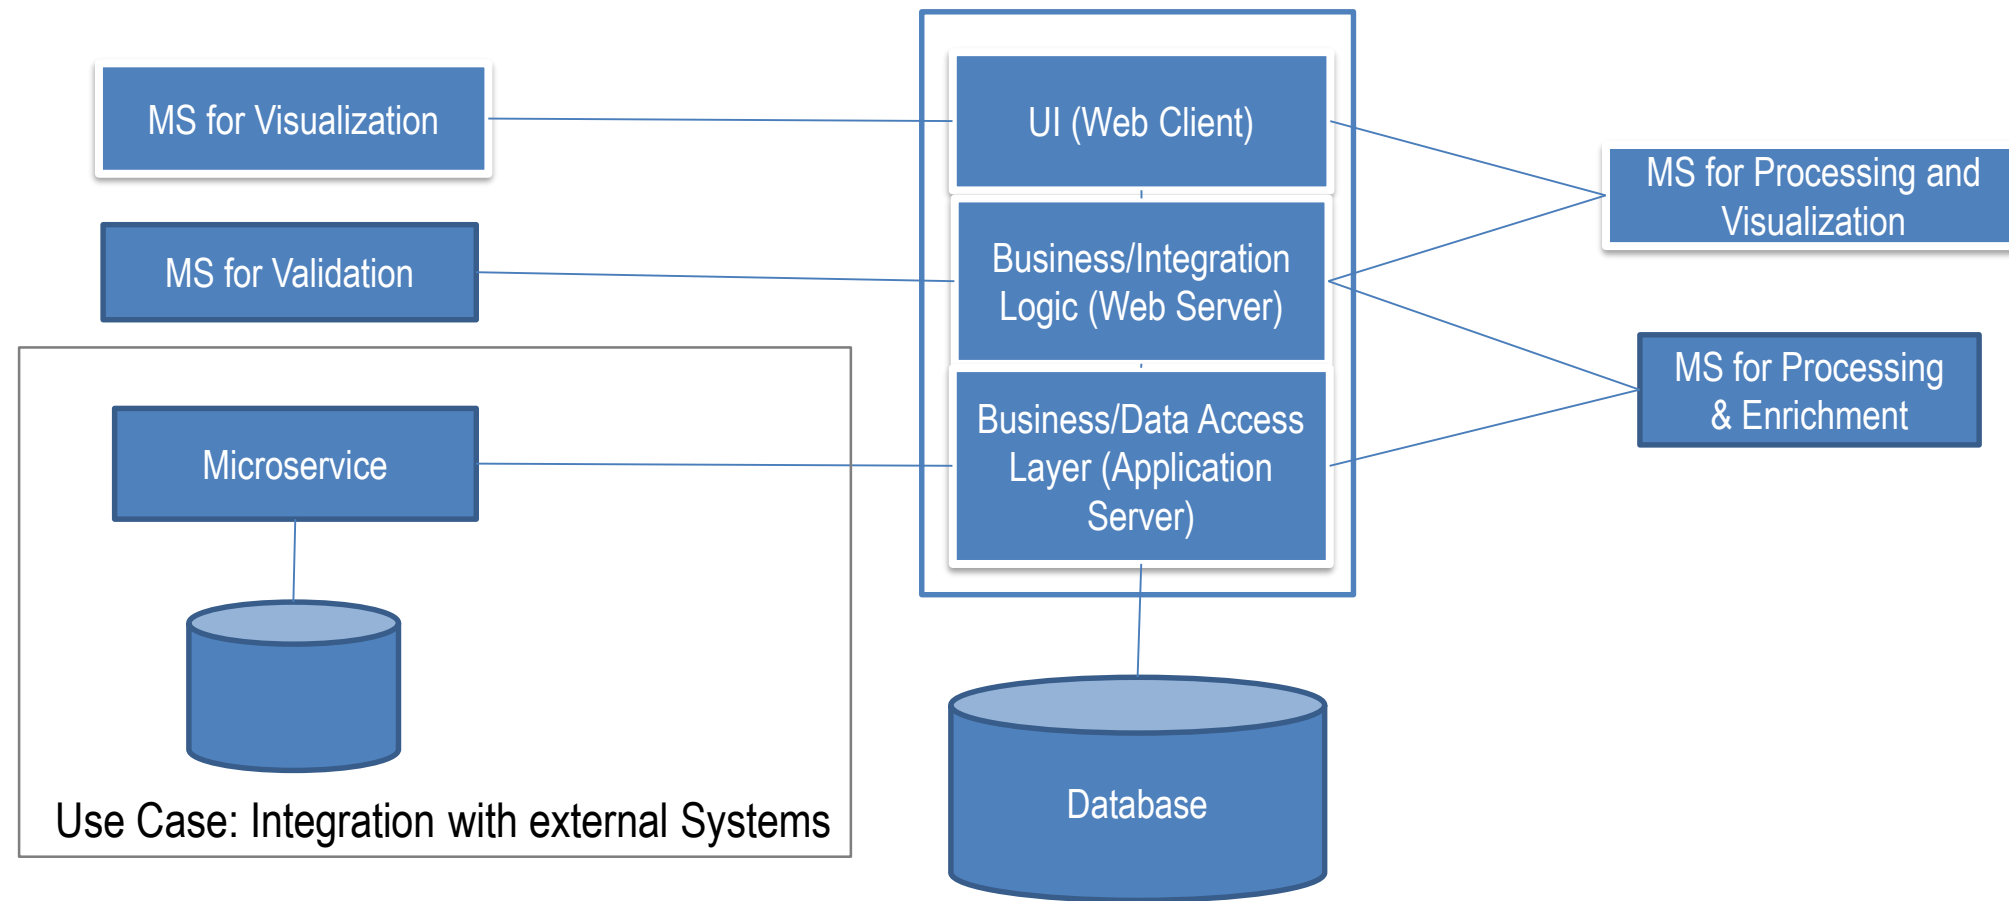 MS for Visualization
UI (Web Client)
MS for Processing and
Visualization
MS for Validation
Business/Integration
Logic (Web Server)
MS for Processing
& Enrichment
Microservice
Business/Data Access
Layer (Application
Server)
Use Case: Integration with external Systems
Database